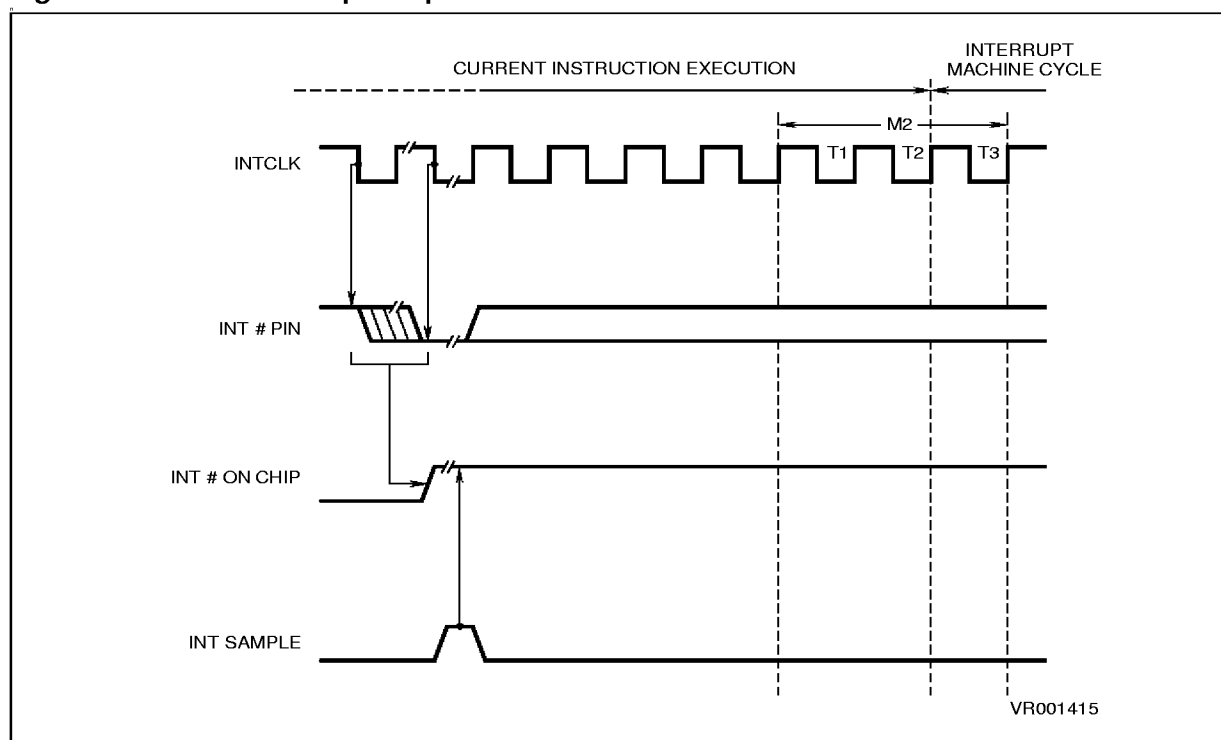 CURRENT INSTRUCTION EXECUTION
INTERRUPT
MACHINE CYCLE
M2
INTCLK
T1
T2
T3
INT # PIN
INT # ON CHIP
INT SAMPLE
VR001415